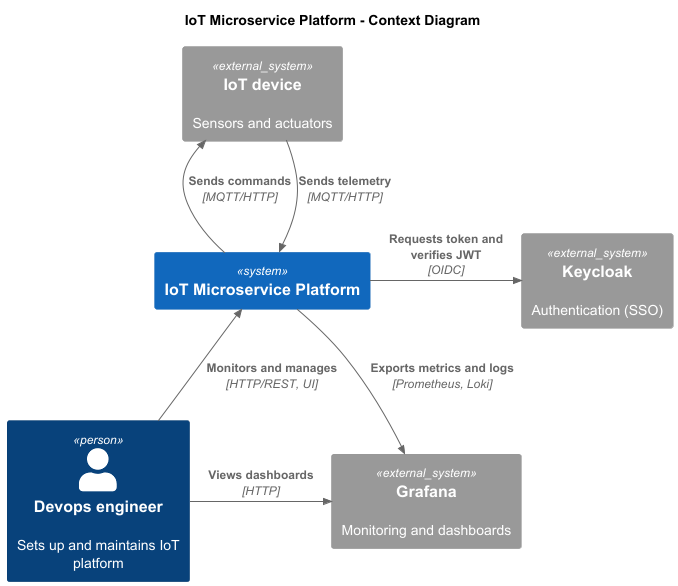 IoT Microservice Platform - Context Diagram
«external_system»
IoT device
Sensors and actuators
Sends commands
[MQTT/HTTP]
Sends telemetry
[MQTT/HTTP]
Requests token and
verifies JWT
[OIDC]
«external_system»
Keycloak
Authentication (SSO)
«system»
IoT Microservice Platform
Monitors and manages
[HTTP/REST, UI]
Exports metrics and logs
[Prometheus, Loki]
«person»
Devops engineer
Sets up and maintains IoT
platform
Views dashboards
[HTTP]
«external_system»
Grafana
Monitoring and dashboards